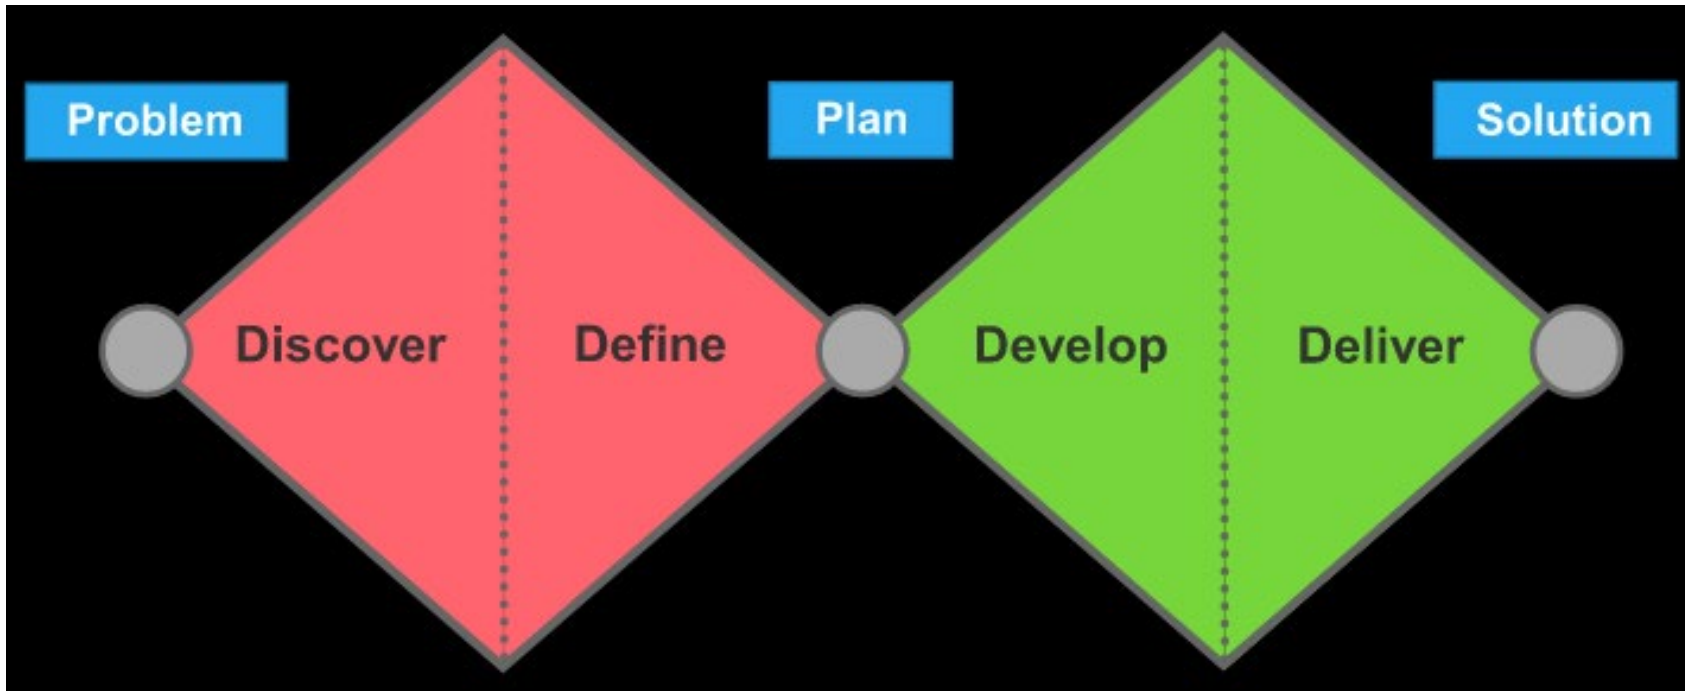 Problem
Plan
Solution
Discover
Define
Develop
Deliver